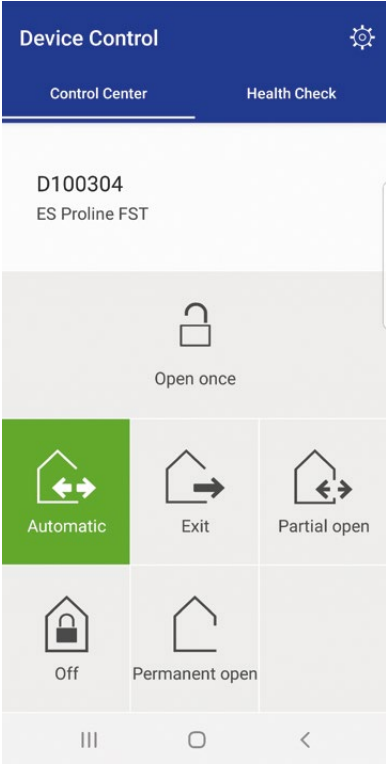 Device Control
Control Center
Health Check
D100304
ES Proline FST
Open once
Automatic
Exit
Partial open
Off
Permanent open